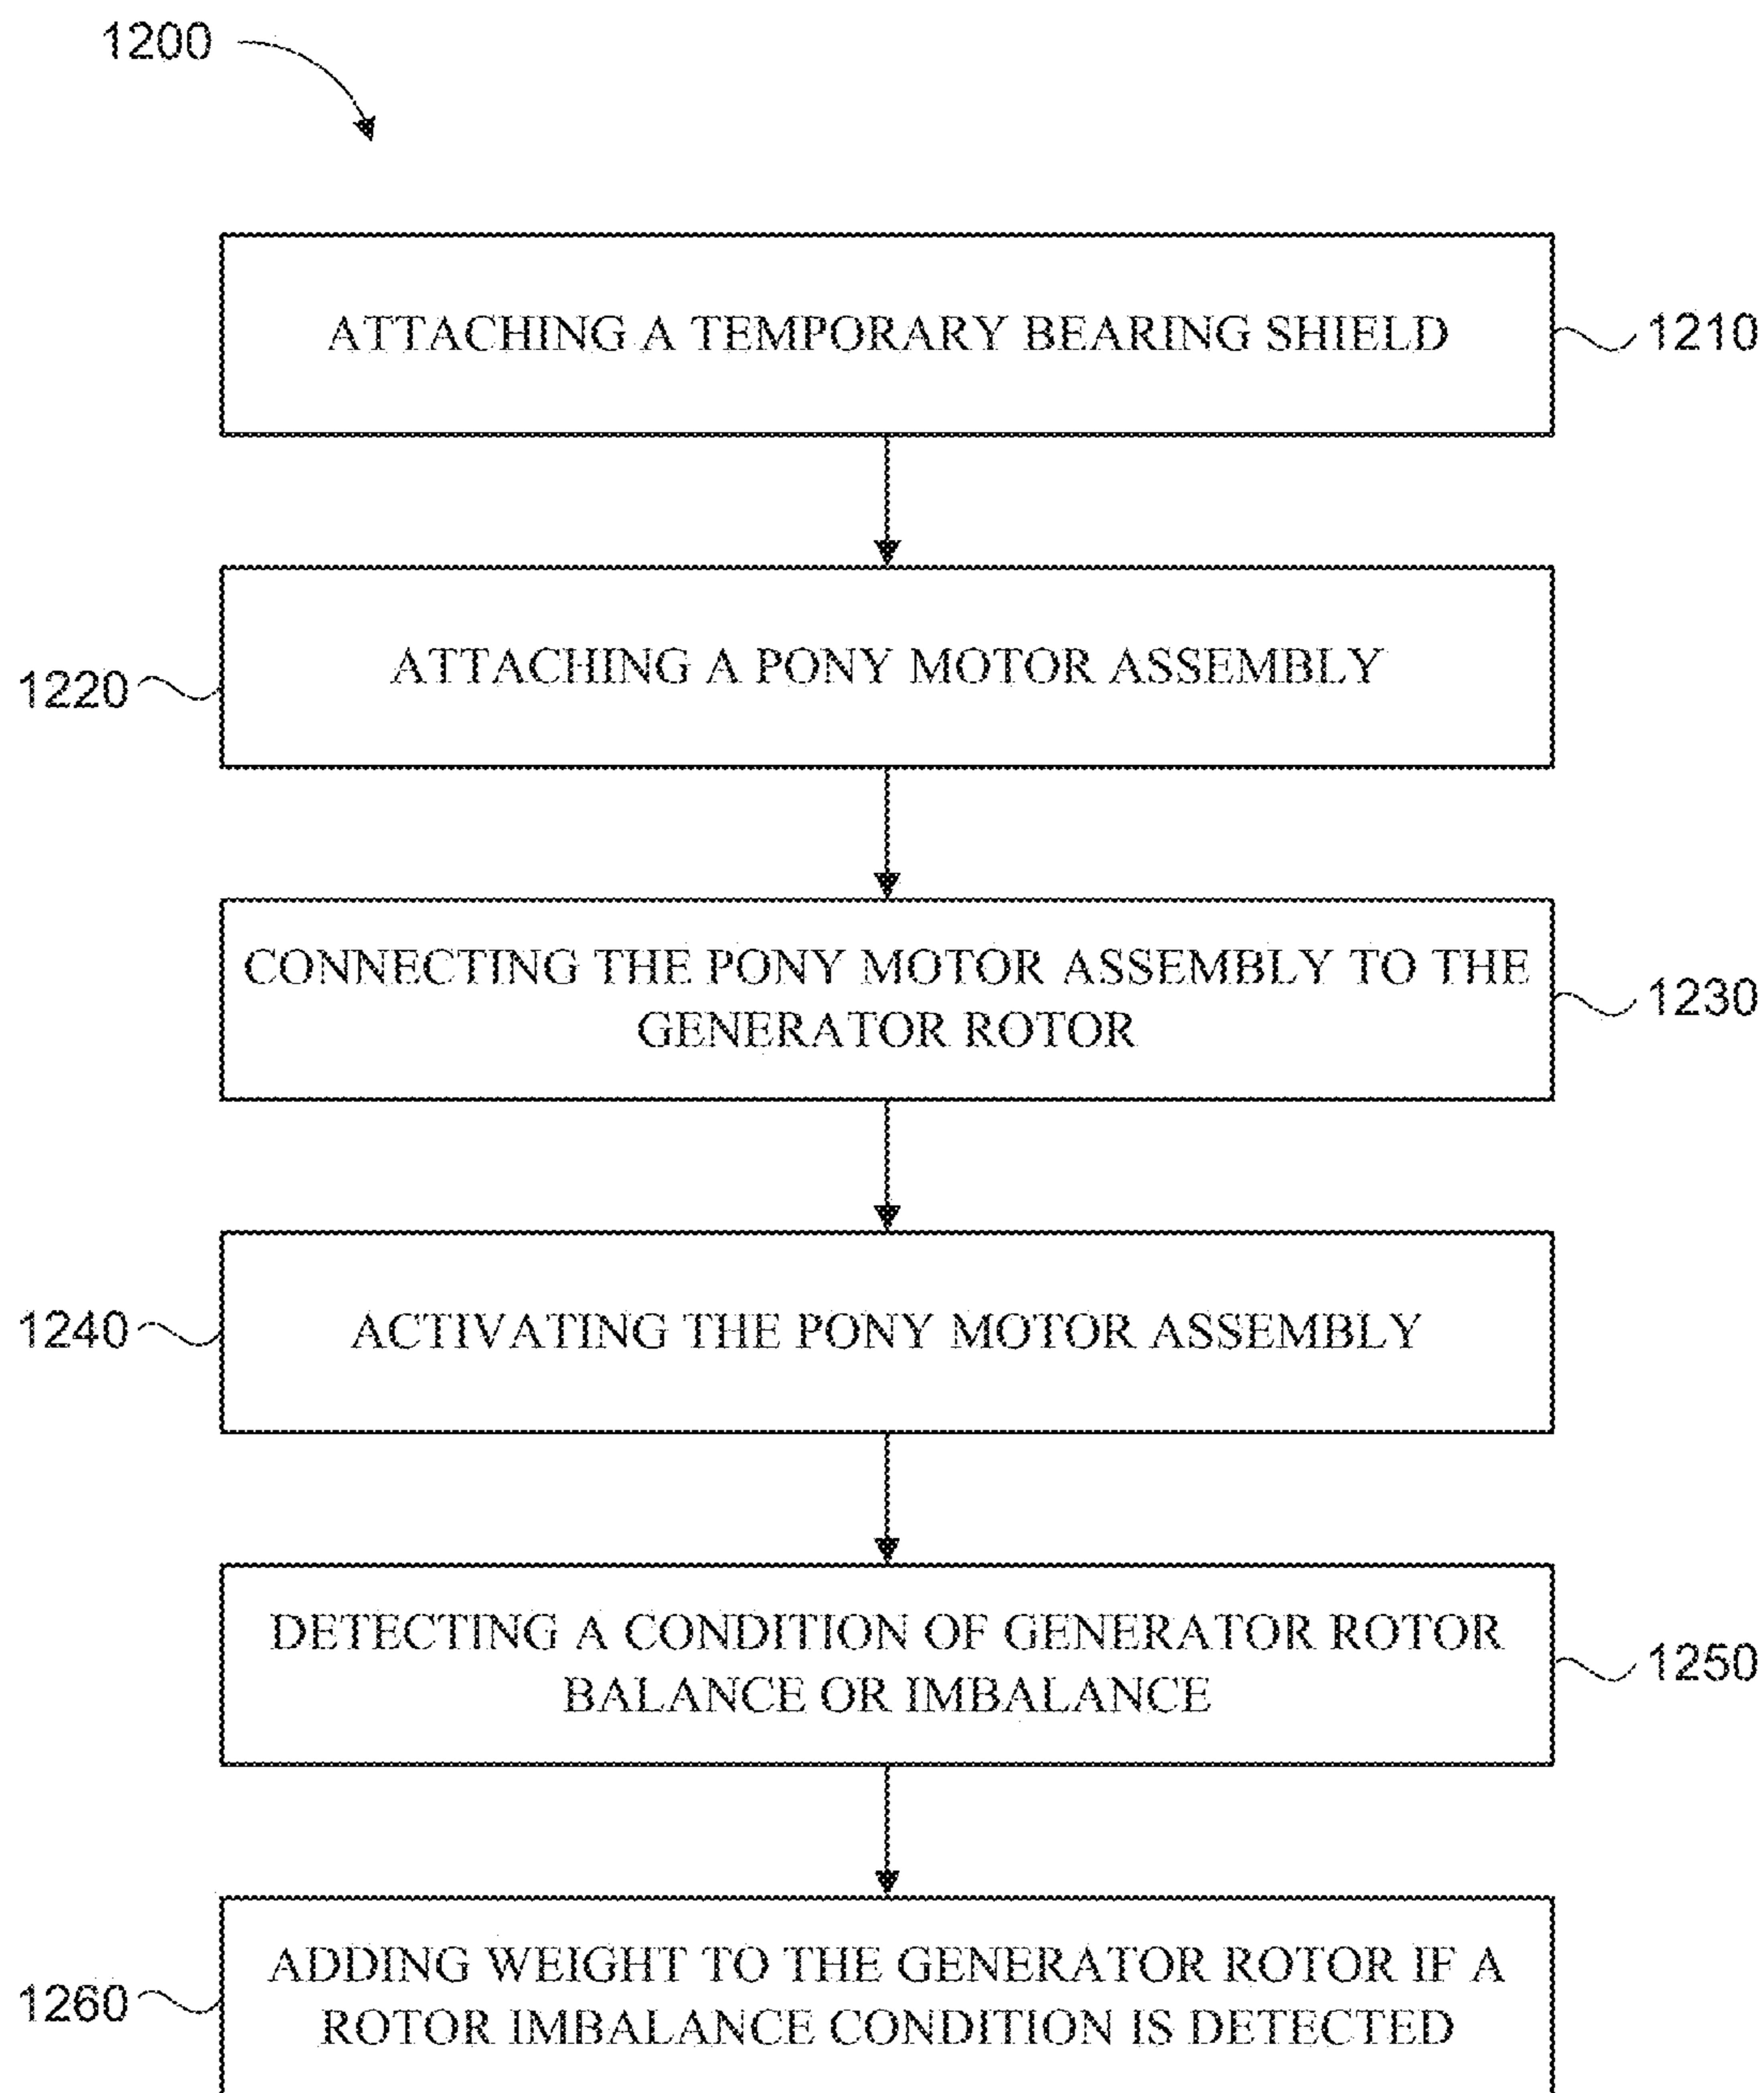 1200
ATTACHING A TEMPORARY BEARING SHIELD
1210
ATTACHING A PONY MOTOR ASSEMBLY
1220
CONNECTING THE PONY MOTOR ASSEMBLY TO THE
GENERATOR ROTOR
1230
ACTIVATING THE PONY MOTOR ASSEMBLY
1240
DETECTING A CONDITION OF GENERATOR ROTOR
BALANCE OR IMBALANCE
1250
ADDING WEIGHT TO THE GENERATOR ROTOR IF A
ROTOR IMBALANCE CONDITION IS DETECTED
1260